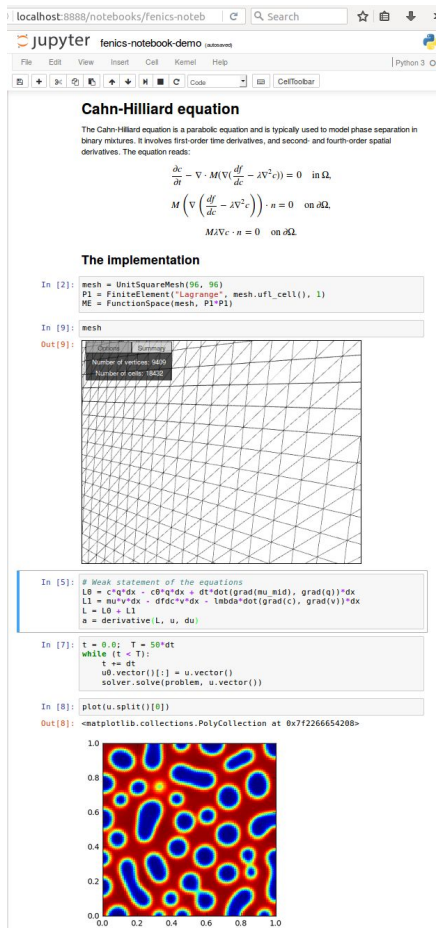 localhost:8888/notebooks/fenics-noteb
Search
jupyter fenics-notebook-demo (autosaved)
File Edit View Insert Cell Kernel Help Python 3 O
Code CellToolbar
Cahn-Hilliard equation
The Cahn-Hilliard equation is a parabolic equation and is typically used to model phase separation in
binary mixtures. It involves first-order time derivatives, and second- and fourth-order spatial
derivatives. The equation reads:
∂c/∂t − ∇ · M(∇(df/dc − λ∇²c)) = 0 in Ω,
M (∇ (df/dc − λ∇²c)) · n = 0 on ∂Ω,
Mλ∇c · n = 0 on ∂Ω.
The implementation
In [2]: mesh = UnitSquareMesh(96, 96)
P1 = FiniteElement("Lagrange", mesh.ufl_cell(), 1)
ME = FunctionSpace(mesh, P1*P1)
In [9]: mesh
Out[9]:
Options Summary
Number of vertices: 9409
Number of cells: 18432
In [5]: # Weak statement of the equations
L0 = c*q*dx - c0*q*dx + dt*dot(grad(mu_mid), grad(q))*dx
L1 = mu*v*dx - dfdc*v*dx - lmbda*dot(grad(c), grad(v))*dx
L = L0 + L1
a = derivative(L, u, du)
In [7]: t = 0.0; T = 50*dt
while (t < T):
t += dt
u0.vector()[:] = u.vector()
solver.solve(problem, u.vector())
In [8]: plot(u.split()[0])
Out[8]: <matplotlib.collections.PolyCollection at 0x7f2266654208>
1.0
0.8
0.6
0.4
0.2
0.0
0.0 0.2 0.4 0.6 0.8 1.0